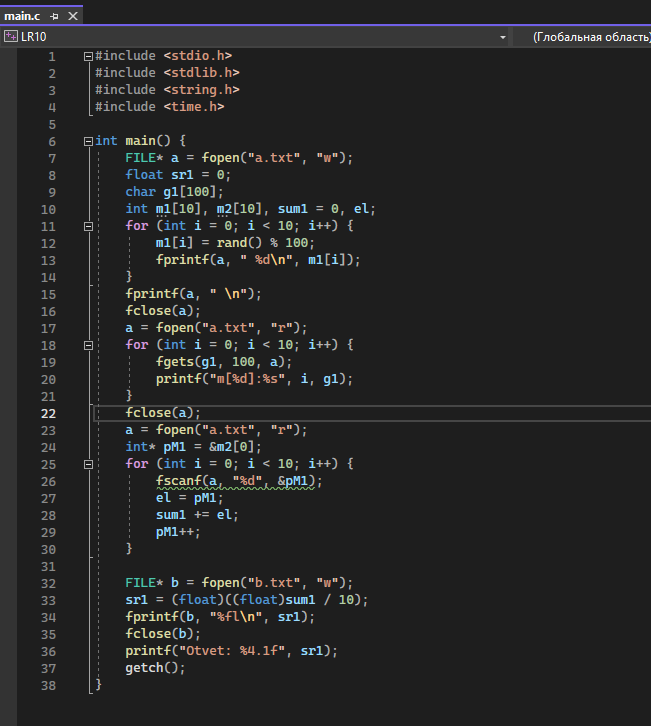 main.c
LR10
(Глобальная область)
1 #include <stdio.h>
2 #include <stdlib.h>
3 #include <string.h>
4 #include <time.h>
5
6 int main() {
7 FILE* a = fopen("a.txt", "w");
8 float sr1 = 0;
9 char g1[100];
10 int m1[10], m2[10], sum1 = 0, el;
11 for (int i = 0; i < 10; i++) {
12 m1[i] = rand() % 100;
13 fprintf(a, " %d\n", m1[i]);
14 }
15 fprintf(a, " \n");
16 fclose(a);
17 a = fopen("a.txt", "r");
18 for (int i = 0; i < 10; i++) {
19 fgets(g1, 100, a);
20 printf("m[%d]:%s", i, g1);
21 }
22 fclose(a);
23 a = fopen("a.txt", "r");
24 int* pM1 = &m2[0];
25 for (int i = 0; i < 10; i++) {
26 fscanf(a, "%d", &pM1);
27 el = pM1;
28 sum1 += el;
29 pM1++;
30 }
31
32 FILE* b = fopen("b.txt", "w");
33 sr1 = (float)((float)sum1 / 10);
34 fprintf(b, "%fl\n", sr1);
35 fclose(b);
36 printf("Otvet: %4.1f", sr1);
37 getch();
38 }